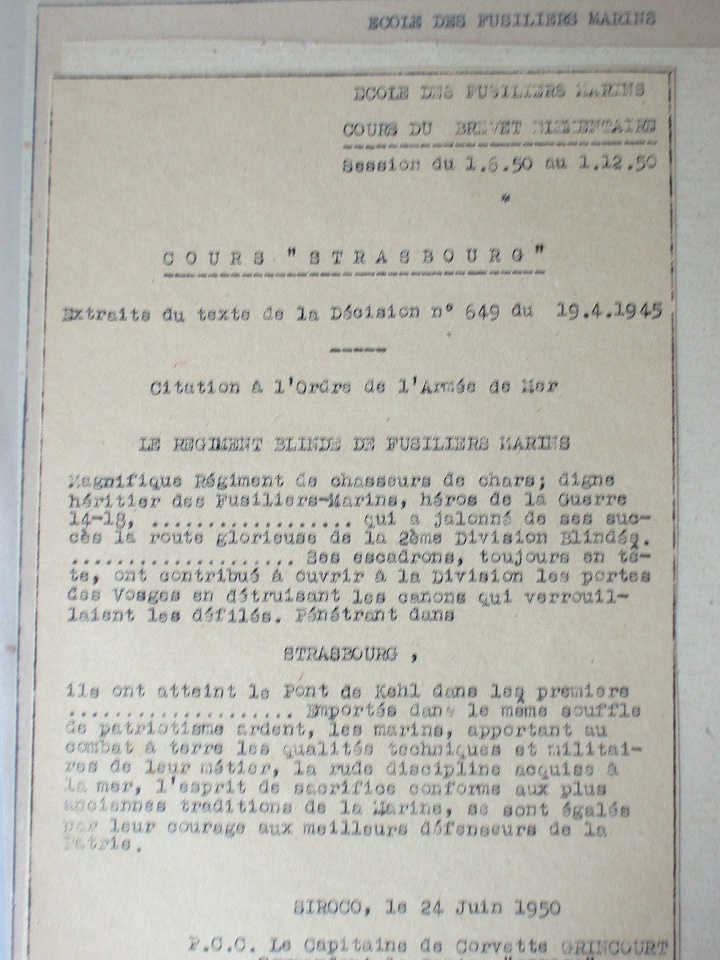 ECOLE DES FUSILIERS MARINS
ECOLE DES FUSILIERS MARINS
COURS DU BREVET ELEMENTAIRE
Session du 1.6.50 au 1.12.50
*
COURS "STRASBOURG"
Extraits du texte de la Décision n° 649 du 19.4.1945
Citation à l'Ordre de l'Armée de Mer
LE REGIMENT BLINDE DE FUSILIERS MARINS
Magnifique Régiment de chasseurs de chars; digne
héritier des Fusiliers-Marins, héros de la Guerre
14-18, .................. qui a jalonné de ses suc-
cès la route glorieuse de la 2ème Division Blindée.
.................... Ses escadrons, toujours en tê-
te, ont contribué à ouvrir à la Division les portes
des Vosges en détruisant les canons qui verrouil-
laient les défilés. Pénétrant dans
STRASBOURG ,
ils ont atteint le Pont de Kehl dans les premiers
.................... Emportés dans le même souffle
de patriotisme ardent, les marins, apportant au
combat à terre les qualités techniques et militai-
res de leur métier, la rude discipline acquise à
la mer, l'esprit de sacrifice conforme aux plus
anciennes traditions de la Marine, se sont égalés
par leur courage aux meilleurs défenseurs de la
Patrie.
SIROCO, le 24 Juin 1950
P.C.C. Le Capitaine de Corvette GRINCOURT